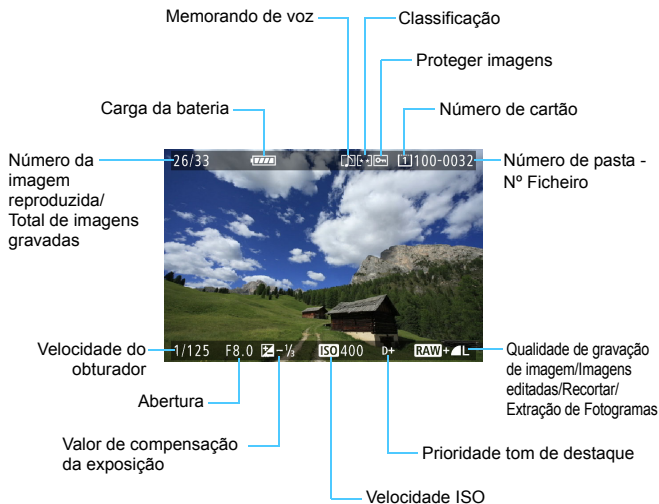 Memorando de voz
Classificação
Proteger imagens
Carga da bateria
Número de cartão
Número da
imagem
reproduzida/
Total de imagens
gravadas
26/33
1 100-0032
Número de pasta -
Nº Ficheiro
Velocidade do
obturador
1/125 F8.0 -1/3 ISO 400 D+ RAW+L
Qualidade de gravação
de imagem/Imagens
editadas/Recortar/
Extração de Fotogramas
Abertura
Valor de compensação
da exposição
Prioridade tom de destaque
Velocidade ISO